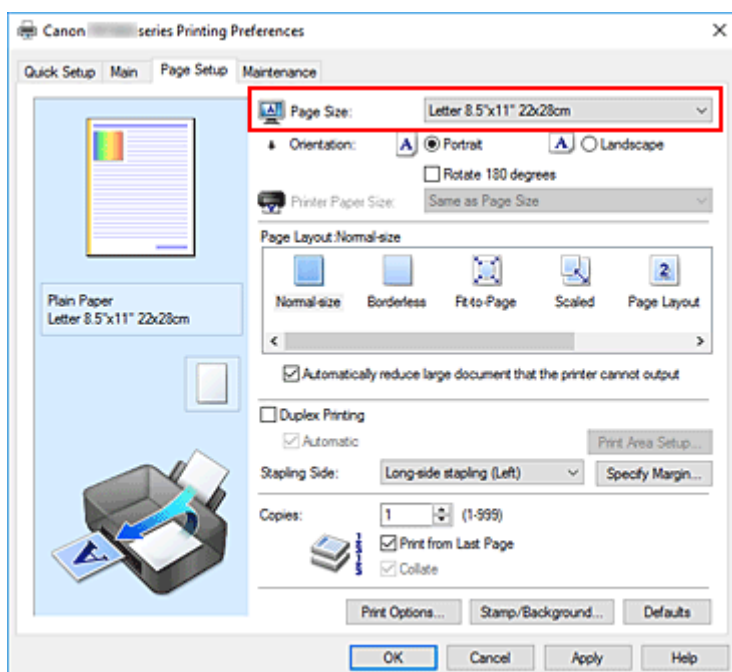 Canon series Printing Preferences
Quick Setup Main Page Setup Maintenance
Page Size: Letter 8.5"x11" 22x28cm
Orientation: A Portrait A Landscape
Rotate 180 degrees
Printer Paper Size: Same as Page Size
Page Layout:Normal-size
2
Normal-size Borderless Fit-to-Page Scaled Page Layout
Plain Paper
Letter 8.5"x11" 22x28cm
Automatically reduce large document that the printer cannot output
Duplex Printing
Automatic Print Area Setup...
Stapling Side: Long-side stapling (Left) Specify Margin...
Copies: 1 (1-999)
Print from Last Page
Collate
A
Print Options... Stamp/Background... Defaults
OK Cancel Apply Help